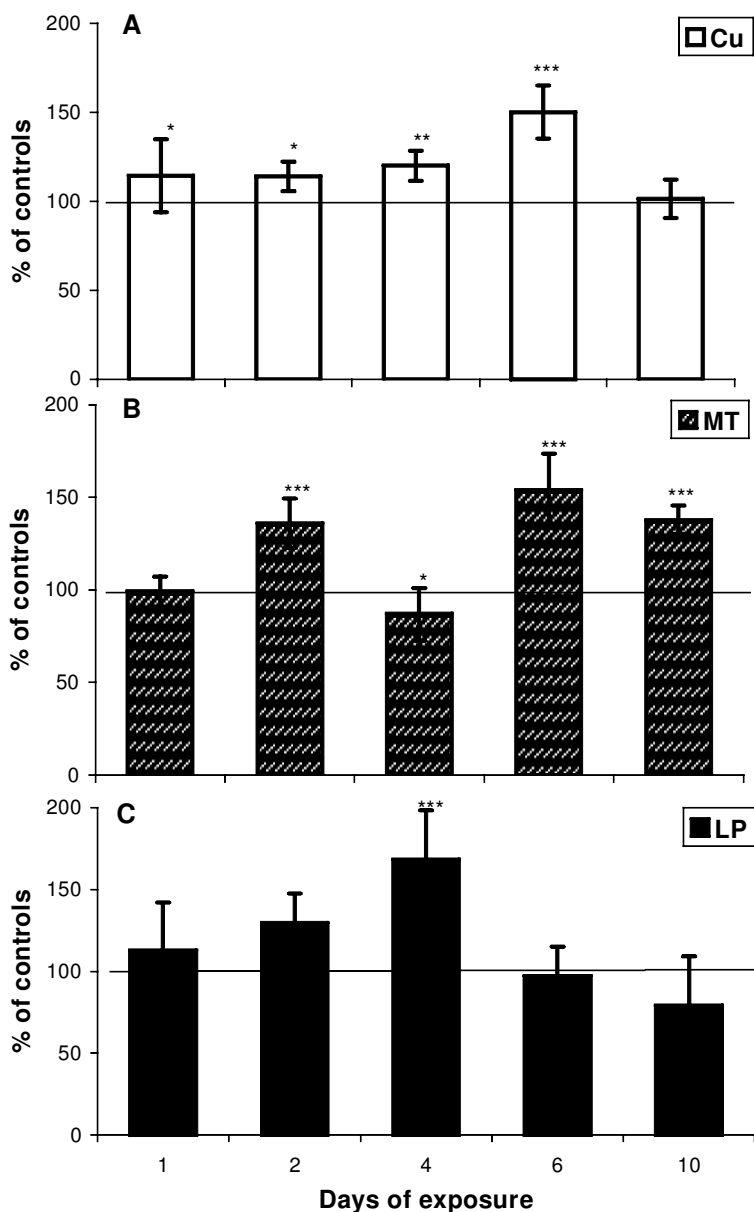 A
Cu
200
150
100
50
0
% of controls
*
*
**
***
B
MT
200
150
100
50
0
% of controls
***
*
***
***
C
LP
200
150
100
50
0
% of controls
***
1 2 4 6 10
Days of exposure